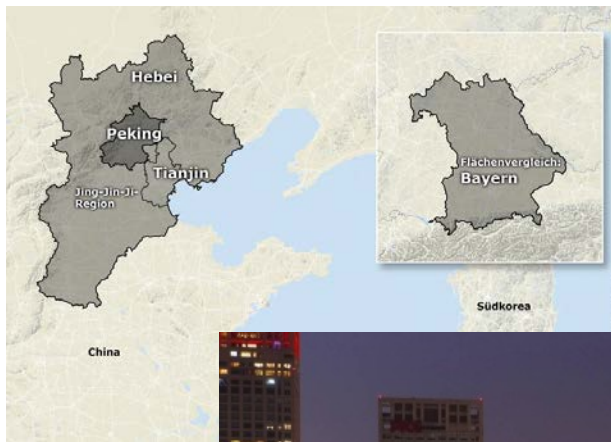 Hebei
Peking
Tianjin
Jing-Jin-Ji-
Region
Flächenvergleich:
Bayern
Südkorea
China